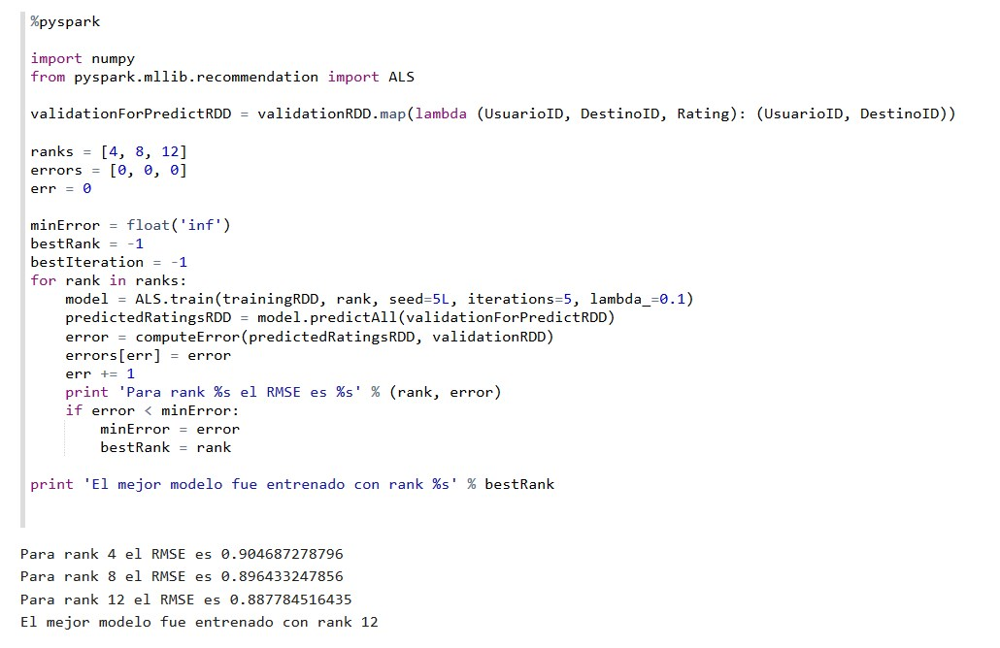 %pyspark
import numpy
from pyspark.mllib.recommendation import ALS
validationForPredictRDD = validationRDD.map(lambda (UsuarioID, DestinoID, Rating): (UsuarioID, DestinoID))
ranks = [4, 8, 12]
errors = [0, 0, 0]
err = 0
minError = float('inf')
bestRank = -1
bestIteration = -1
for rank in ranks:
    model = ALS.train(trainingRDD, rank, seed=5L, iterations=5, lambda_=0.1)
    predictedRatingsRDD = model.predictAll(validationForPredictRDD)
    error = computeError(predictedRatingsRDD, validationRDD)
    errors[err] = error
    err += 1
    print 'Para rank %s el RMSE es %s' % (rank, error)
    if error < minError:
        minError = error
        bestRank = rank
print 'El mejor modelo fue entrenado con rank %s' % bestRank
Para rank 4 el RMSE es 0.904687278796
Para rank 8 el RMSE es 0.896433247856
Para rank 12 el RMSE es 0.887784516435
El mejor modelo fue entrenado con rank 12